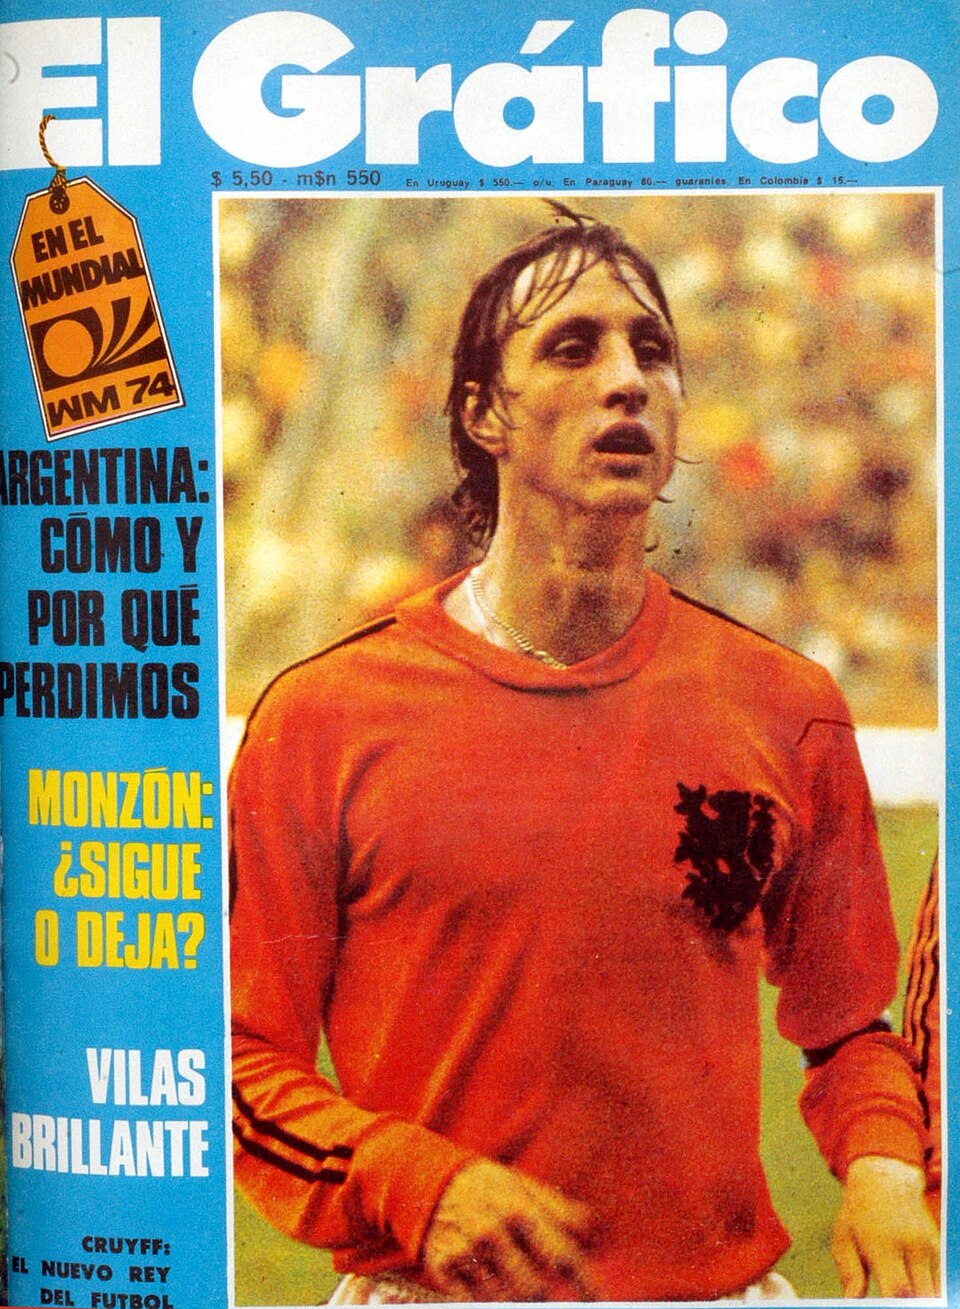 El Gráfico
$ 5,50 - m$n 550 En Uruguay $ 550.— o/u. En Paraguay 80.— guaraníes. En Colombia $ 15.—
EN EL
MUNDIAL
WM 74
ARGENTINA:
CÓMO Y
POR QUÉ
PERDIMOS
MONZÓN:
¿SIGUE
O DEJA?
VILAS
BRILLANTE
CRUYFF:
EL NUEVO REY
DEL FUTBOL